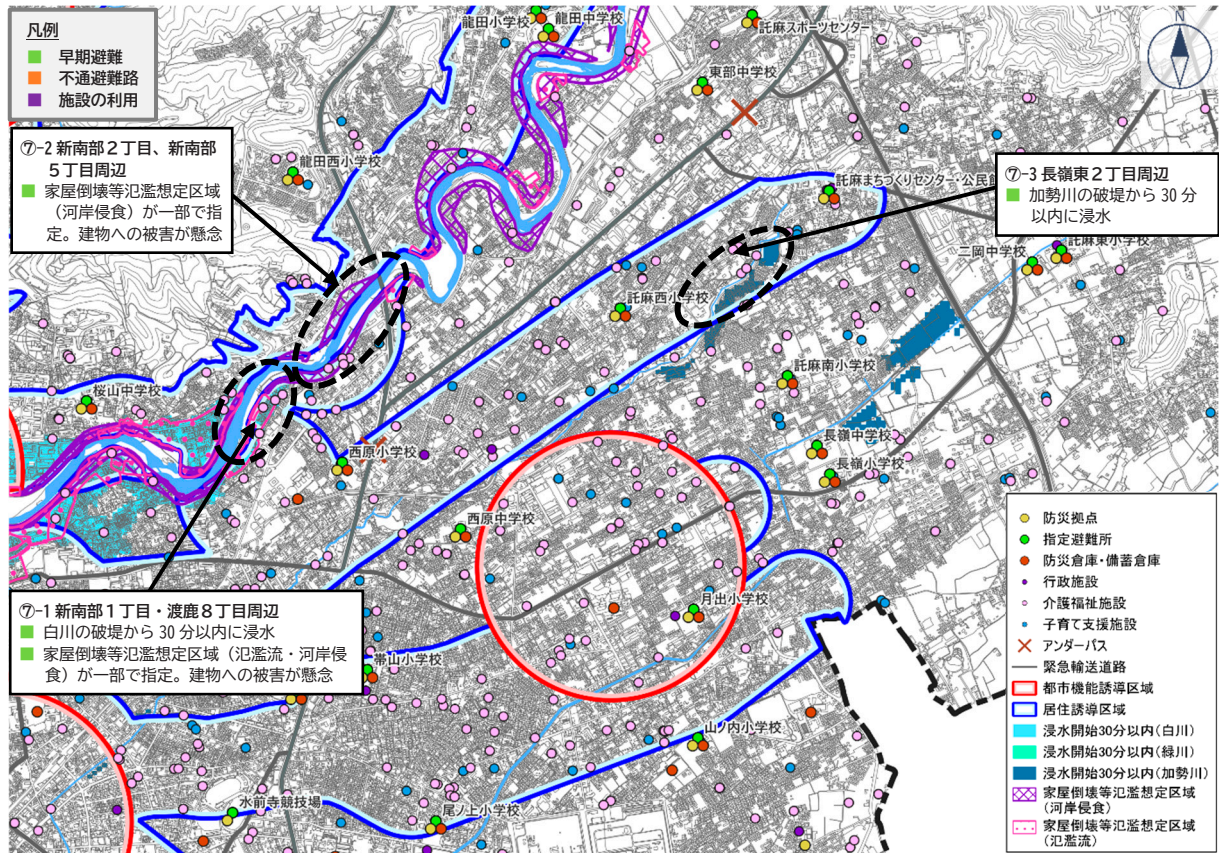 凡例
早期避難
不通避難路
施設の利用
龍田小学校
龍田中学校
託麻スポーツセンター
東部中学校
N
⑦-2 新南部２丁目、新南部
５丁目周辺
家屋倒壊等氾濫想定区域
（河岸侵食）が一部で指
定。建物への被害が懸念
龍田西小学校
⑦-3 長嶺東２丁目周辺
加勢川の破堤から 30 分
以内に浸水
託麻まちづくりセンター・公民館
二岡中学校
託麻東小学校
託麻西小学校
託麻南小学校
桜山中学校
西原小学校
長嶺中学校
長嶺小学校
西原中学校
⑦-1 新南部１丁目・渡鹿８丁目周辺
白川の破堤から 30 分以内に浸水
家屋倒壊等氾濫想定区域（氾濫流・河岸侵
食）が一部で指定。建物への被害が懸念
月出小学校
帯山小学校
山ノ内小学校
水前寺競技場
尾ノ上小学校
防災拠点
指定避難所
防災倉庫・備蓄倉庫
行政施設
介護福祉施設
子育て支援施設
アンダーパス
緊急輸送道路
都市機能誘導区域
居住誘導区域
浸水開始30分以内(白川)
浸水開始30分以内(緑川)
浸水開始30分以内(加勢川)
家屋倒壊等氾濫想定区域
(河岸侵食)
家屋倒壊等氾濫想定区域
(氾濫流)